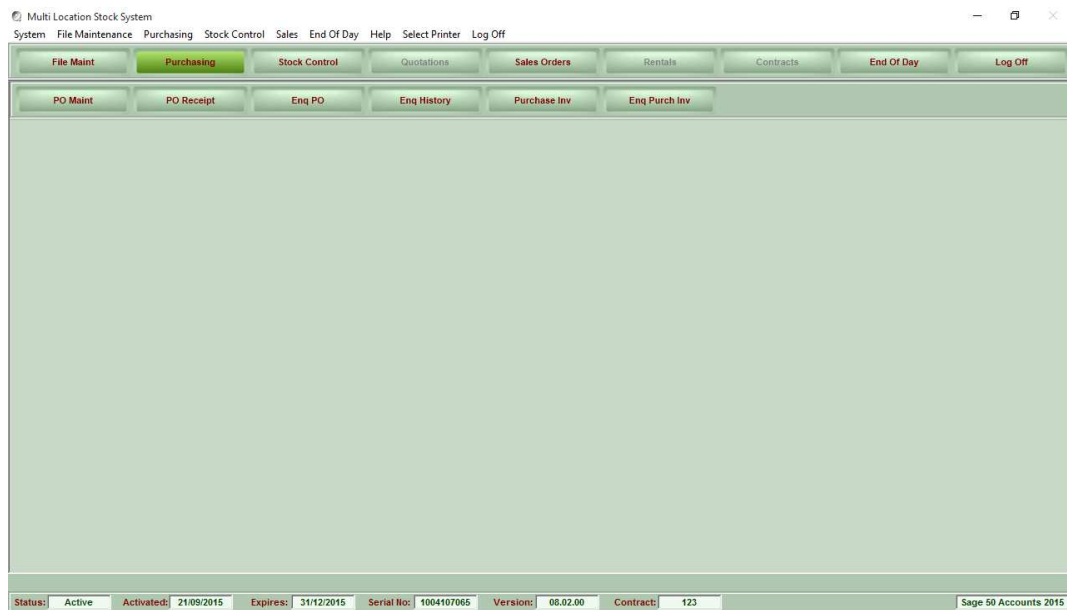 Multi Location Stock System
System File Maintenance Purchasing Stock Control Sales End Of Day Help Select Printer Log Off
File Maint Purchasing Stock Control Quotations Sales Orders Rentals Contracts End Of Day Log Off
PO Maint PO Receipt Enq PO Enq History Purchase Inv Enq Purch Inv
Status: Active Activated: 21/09/2015 Expires: 31/12/2015 Serial No: 1004107065 Version: 08.02.00 Contract: 123 Sage 50 Accounts 2015